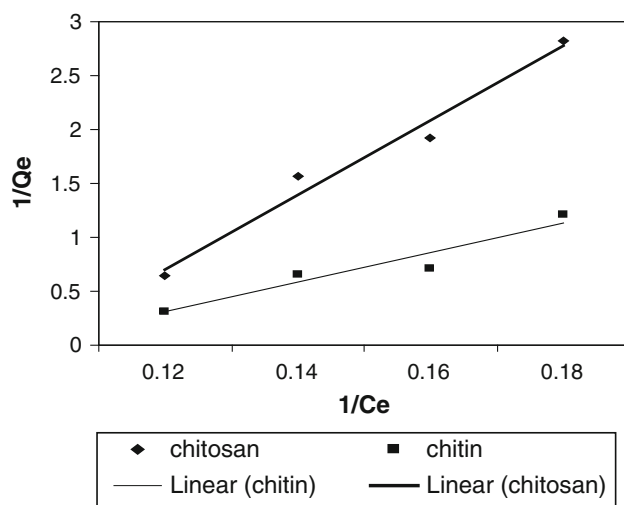 3
2.5
2
1.5
1
0.5
0
1/Qe
0.12 0.14 0.16 0.18
1/Ce
chitosan chitin
Linear (chitin) Linear (chitosan)